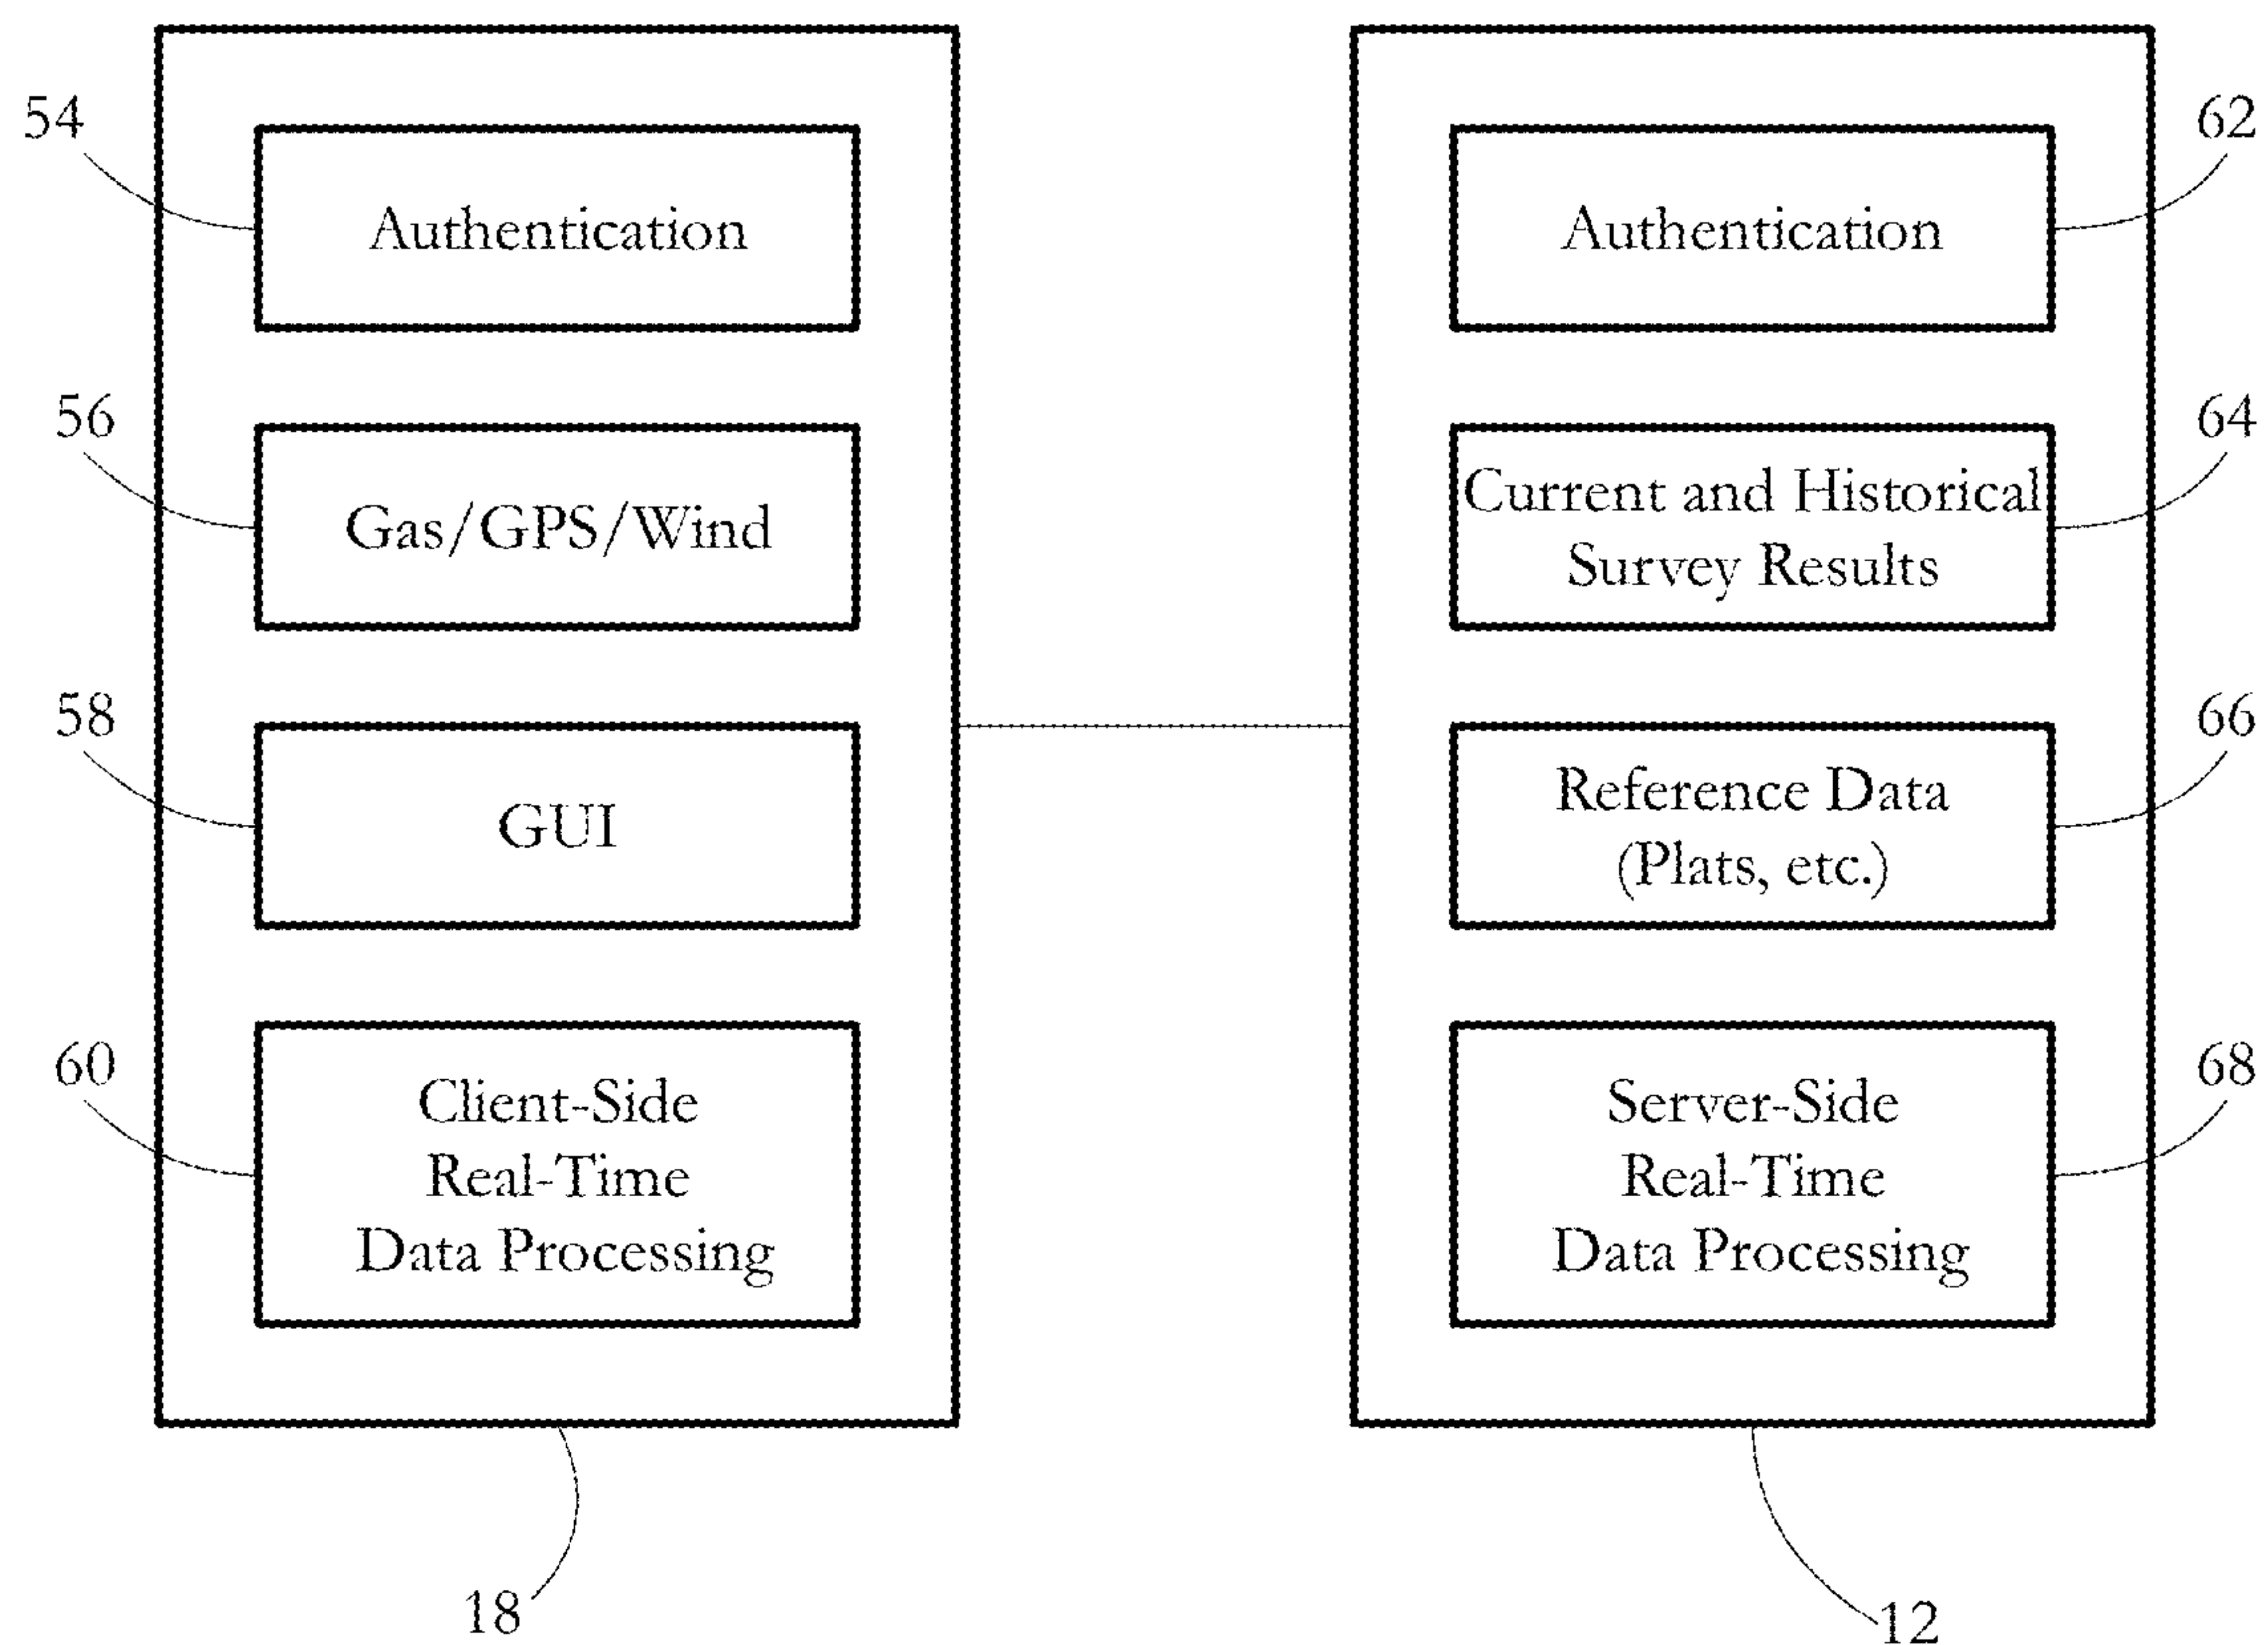 54
Authentication
56
Gas/GPS/Wind
58
GUI
60
Client-Side
Real-Time
Data Processing
18
62
Authentication
64
Current and Historical
Survey Results
66
Reference Data
(Plats, etc.)
68
Server-Side
Real-Time
Data Processing
12